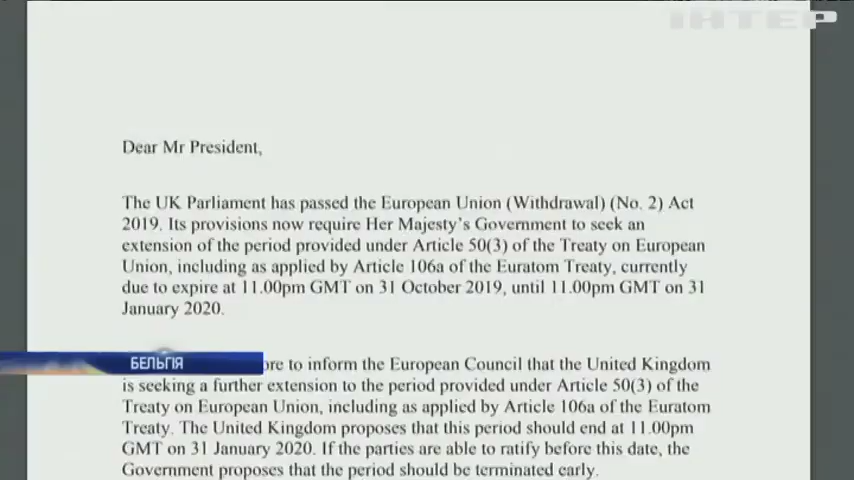 ІНТЕР
Dear Mr President,
The UK Parliament has passed the European Union (Withdrawal) (No. 2) Act
2019. Its provisions now require Her Majesty's Government to seek an
extension of the period provided under Article 50(3) of the Treaty on European
Union, including as applied by Article 106a of the Euratom Treaty, currently
due to expire at 11.00pm GMT on 31 October 2019, until 11.00pm GMT on 31
January 2020.
БЕЛЬГІЯ
to inform the European Council that the United Kingdom
is seeking a further extension to the period provided under Article 50(3) of the
Treaty on European Union, including as applied by Article 106a of the Euratom
Treaty. The United Kingdom proposes that this period should end at 11.00pm
GMT on 31 January 2020. If the parties are able to ratify before this date, the
Government proposes that the period should be terminated early.